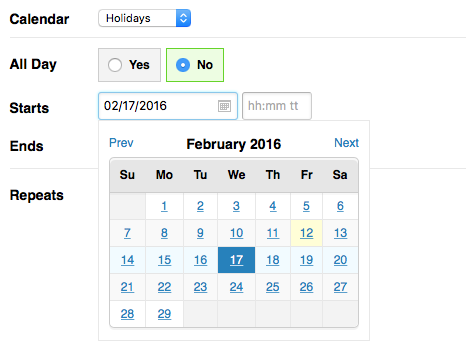 Calendar Holidays
All Day Yes No
Starts 02/17/2016 hh:mm tt
Ends
Prev February 2016 Next
Su Mo Tu We Th Fr Sa
1 2 3 4 5 6
Repeats
7 8 9 10 11 12 13
14 15 16 17 18 19 20
21 22 23 24 25 26 27
28 29